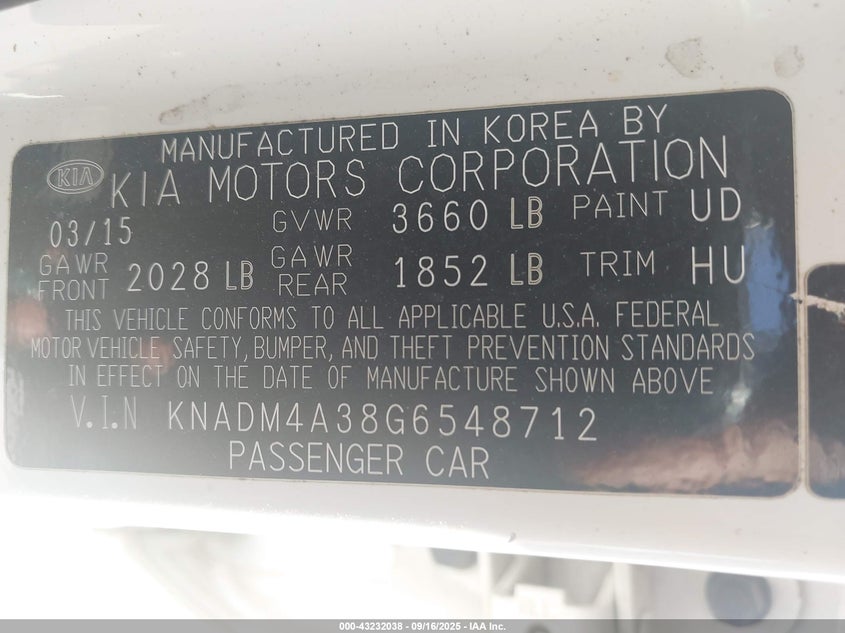 MANUFACTURED IN KOREA BY
KIA KIA MOTORS CORPORATION
03/15 GVWR 3660 LB PAINT UD
GAWR FRONT 2028 LB GAWR REAR 1852 LB TRIM HU
THIS VEHICLE CONFORMS TO ALL APPLICABLE U.S.A. FEDERAL
MOTOR VEHICLE SAFETY, BUMPER, AND THEFT PREVENTION STANDARDS
IN EFFECT ON THE DATE OF MANUFACTURE SHOWN ABOVE
V.I.N KNADM4A38G6548712
PASSENGER CAR
000-43232038 - 09/16/2025 - IAA Inc.